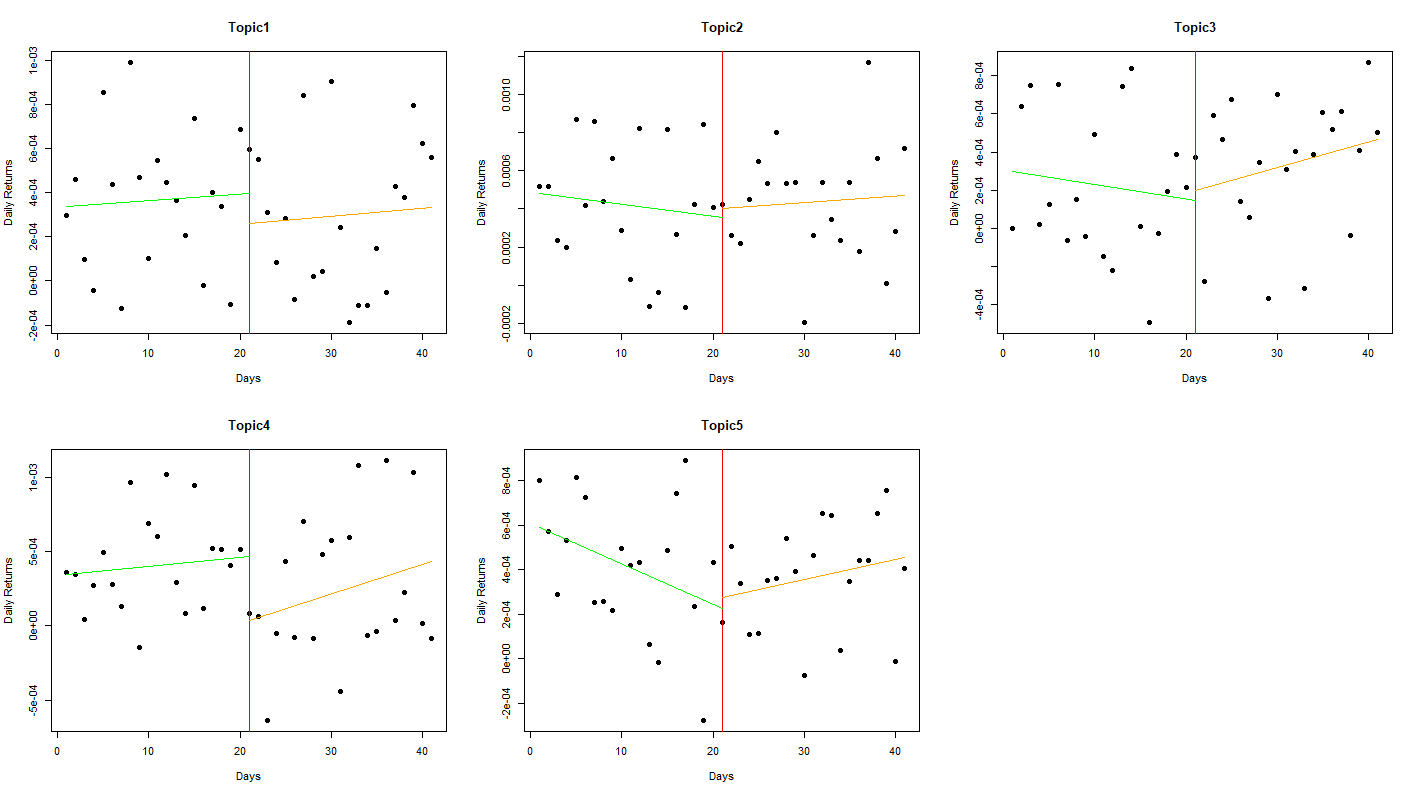 Topic1
Daily Returns
-2e-04 0e+00 2e-04 4e-04 6e-04 8e-04 1e-03
0 10 20 30 40
Days
Topic2
Daily Returns
-0.0002 0.0002 0.0006 0.0010
0 10 20 30 40
Days
Topic3
Daily Returns
-4e-04 0e+00 2e-04 4e-04 6e-04 8e-04
0 10 20 30 40
Days
Topic4
Daily Returns
-5e-04 0e+00 5e-04 1e-03
0 10 20 30 40
Days
Topic5
Daily Returns
-2e-04 0e+00 2e-04 4e-04 6e-04 8e-04
0 10 20 30 40
Days